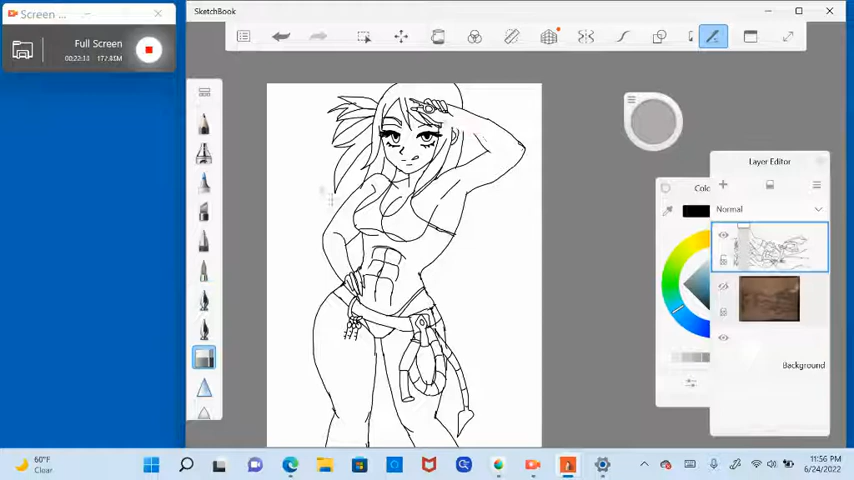 Screen ...
SketchBook
Full Screen
Layer Editor
Normal
Background
60°F
Clear
11:56 PM
6/24/2022